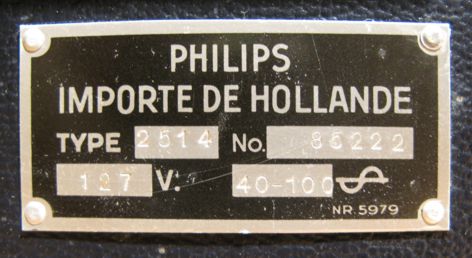 PHILIPS
IMPORTE DE HOLLANDE
TYPE 2514 No. 86222
127 V: 40-100
NR.5979